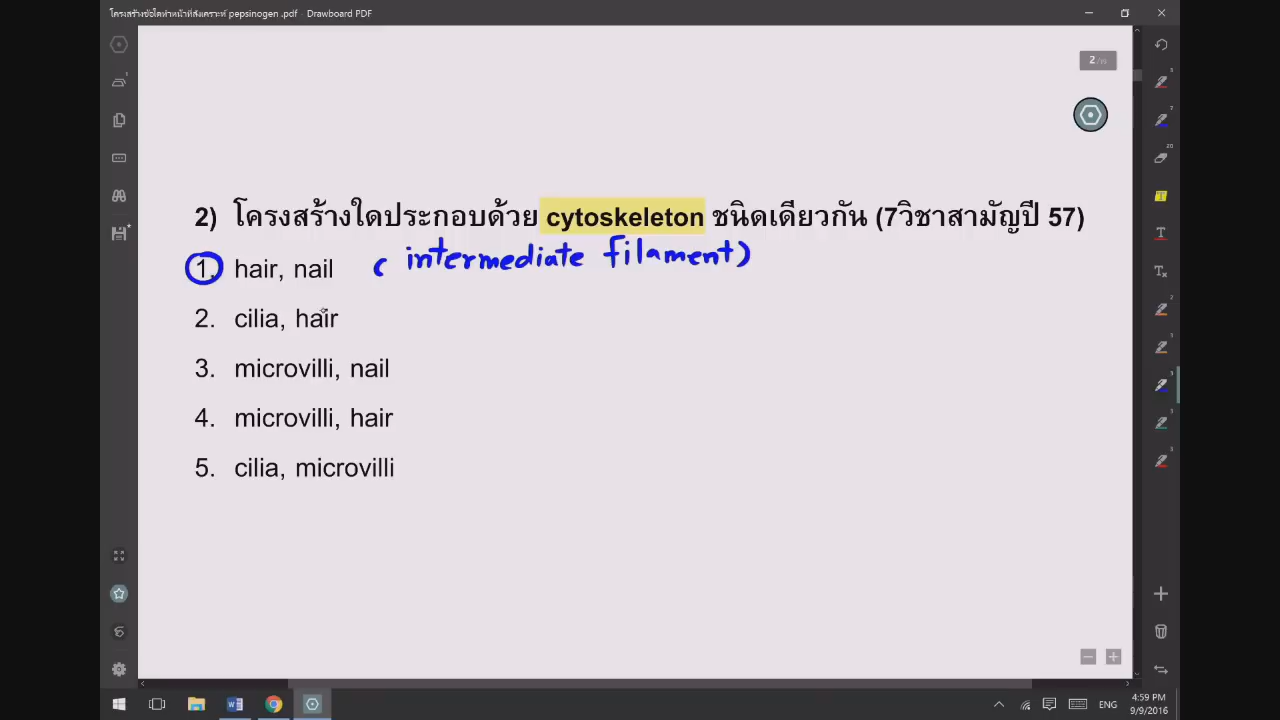 โครงสร้างข้อใดทำหน้าที่สังเคราะห์ pepsinogen .pdf - Drawboard PDF
2 /19
2) โครงสร้างใดประกอบด้วย cytoskeleton ชนิดเดียวกัน (7วิชาสามัญปี 57)
1. hair, nail ( intermediate filament)
2. cilia, hair
3. microvilli, nail
4. microvilli, hair
5. cilia, microvilli
ENG
4:59 PM
9/9/2016